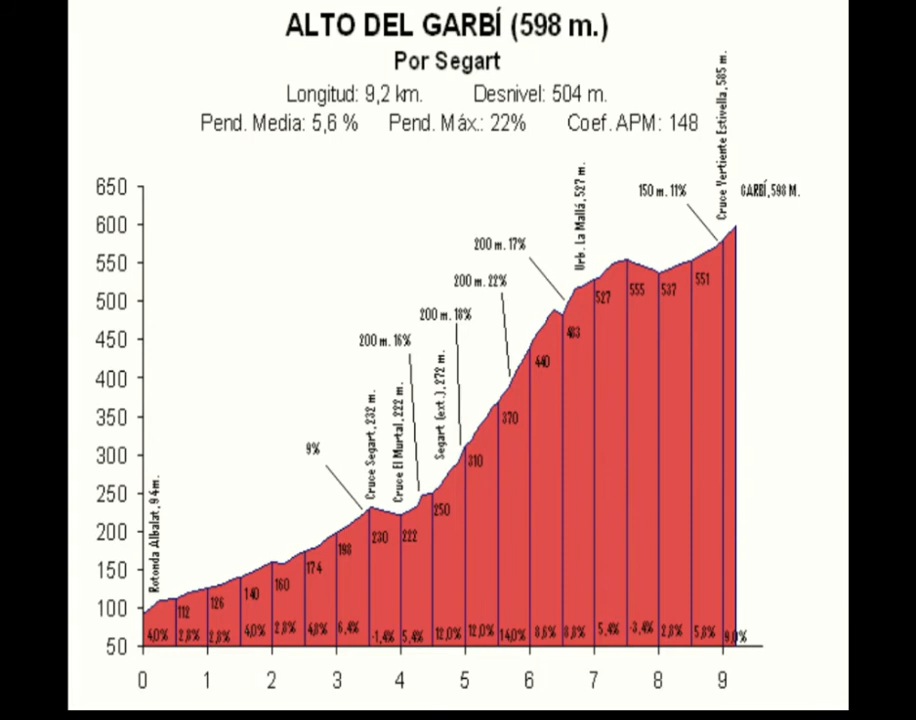 ALTO DEL GARBÍ (598 m.)
Por Segart
Longitud: 9,2 km. Desnivel: 504 m.
Pend. Media: 5,6 % Pend. Máx.: 22% Coef. APM: 148
Cruce Vertiente Estivella, 585 m.
150 m. 11%
GARBÍ, 598 M.
Urb. La Mallá, 527 m.
200 m. 17%
200 m. 22%
200 m. 18%
200 m. 16%
Segart (ext.), 272 m.
Cruce El Murtal, 222 m.
Cruce Segart, 232 m.
9%
Rotonda Albalat, 94m.
650
600
550
500
450
400
350
300
250
200
150
100
50
112 126 140 160 174 198 230 222 250 310 370 440 483 527 555 537 551
4,0% 2,8% 2,8% 4,0% 2,8% 4,8% 6,4% -1,4% 5,4% 12,0% 12,0% 14,0% 8,6% 8,8% 5,4% -3,4% 2,8% 5,8% 9,0%
0 1 2 3 4 5 6 7 8 9